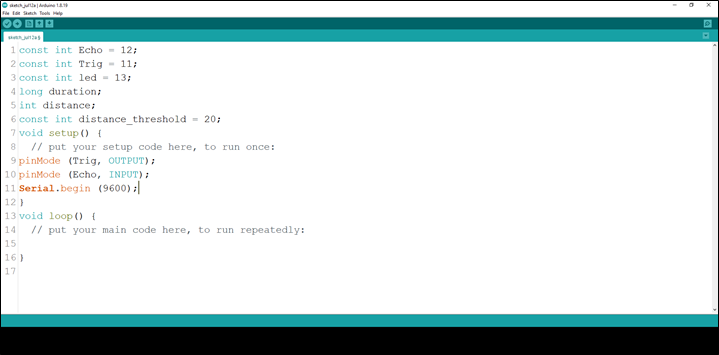 sketch_jul12a | Arduino 1.8.19
File Edit Sketch Tools Help
sketch_jul12a §
1 const int Echo = 12;
2 const int Trig = 11;
3 const int led = 13;
4 long duration;
5 int distance;
6 const int distance_threshold = 20;
7 void setup() {
8 // put your setup code here, to run once:
9 pinMode (Trig, OUTPUT);
10 pinMode (Echo, INPUT);
11 Serial.begin (9600);
12 }
13 void loop() {
14 // put your main code here, to run repeatedly:
15
16 }
17